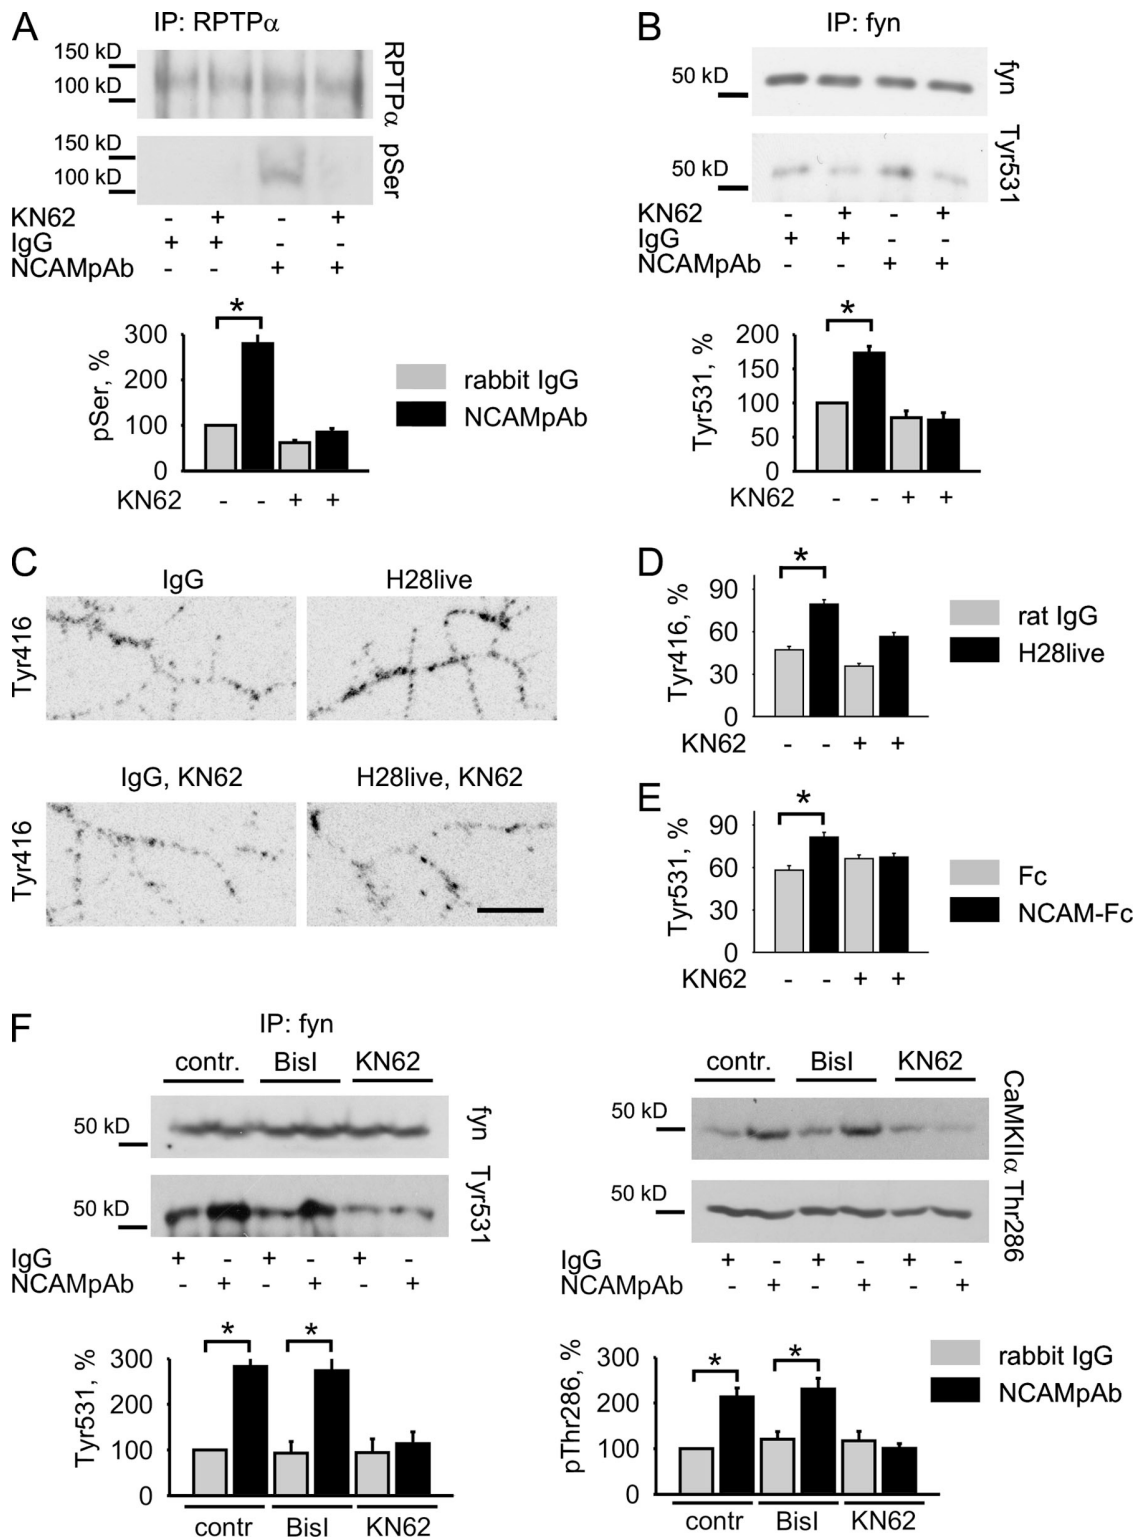 A
IP: RPTPα
150 kD
100 kD
RPTPα
150 kD
100 kD
pSer
KN62 - + - +
IgG + + - -
NCAMpAb - - + +
*
300
200
100
0
pSer, %
KN62 - - + +
rabbit IgG
NCAMpAb
B
IP: fyn
50 kD
fyn
50 kD
Tyr531
KN62 - + - +
IgG + + - -
NCAMpAb - - + +
*
200
150
100
50
0
Tyr531, %
KN62 - - + +
C
IgG
H28live
Tyr416
IgG, KN62
H28live, KN62
Tyr416
D
*
90
60
30
0
Tyr416, %
KN62 - - + +
rat IgG
H28live
E
*
90
60
30
0
Tyr531, %
KN62 - - + +
Fc
NCAM-Fc
F
IP: fyn
contr. BisI KN62
50 kD
fyn
50 kD
Tyr531
IgG + - + - + -
NCAMpAb - + - + - +
* *
300
200
100
0
Tyr531, %
contr BisI KN62
contr. BisI KN62
50 kD
50 kD
CaMKIIα Thr286
IgG + - + - + -
NCAMpAb - + - + - +
* *
300
200
100
0
pThr286, %
contr BisI KN62
rabbit IgG
NCAMpAb